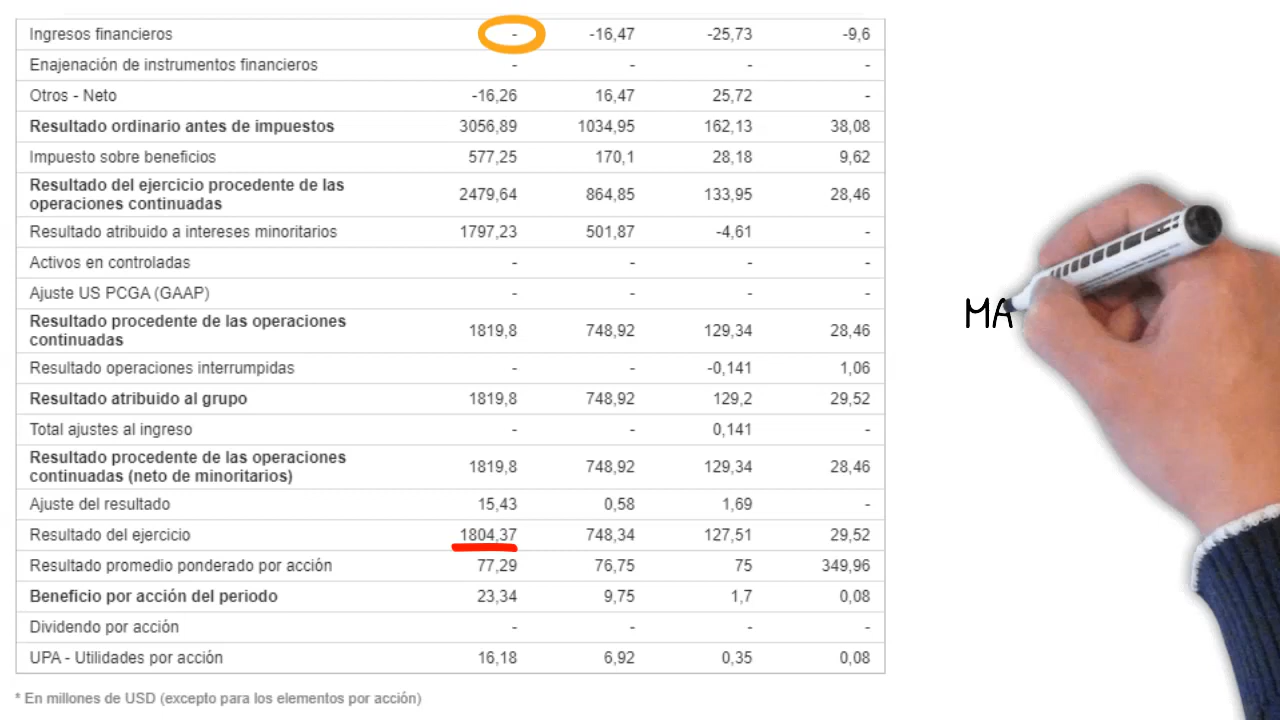 Ingresos financieros - -16,47 -25,73 -9,6
Enajenación de instrumentos financieros - - - -
Otros - Neto -16,26 16,47 25,72 -
Resultado ordinario antes de impuestos 3056,89 1034,95 162,13 38,08
Impuesto sobre beneficios 577,25 170,1 28,18 9,62
Resultado del ejercicio procedente de las
operaciones continuadas 2479,64 864,85 133,95 28,46
Resultado atribuido a intereses minoritarios 1797,23 501,87 -4,61 -
Activos en controladas - - - -
Ajuste US PCGA (GAAP) - - - -
Resultado procedente de las operaciones
continuadas 1819,8 748,92 129,34 28,46
Resultado operaciones interrumpidas - - -0,141 1,06
Resultado atribuido al grupo 1819,8 748,92 129,2 29,52
Total ajustes al ingreso - - 0,141 -
Resultado procedente de las operaciones
continuadas (neto de minoritarios) 1819,8 748,92 129,34 28,46
Ajuste del resultado 15,43 0,58 1,69 -
Resultado del ejercicio 1804,37 748,34 127,51 29,52
Resultado promedio ponderado por acción 77,29 76,75 75 349,96
Beneficio por acción del periodo 23,34 9,75 1,7 0,08
Dividendo por acción - - - -
UPA - Utilidades por acción 16,18 6,92 0,35 0,08
* En millones de USD (excepto para los elementos por acción)
MA